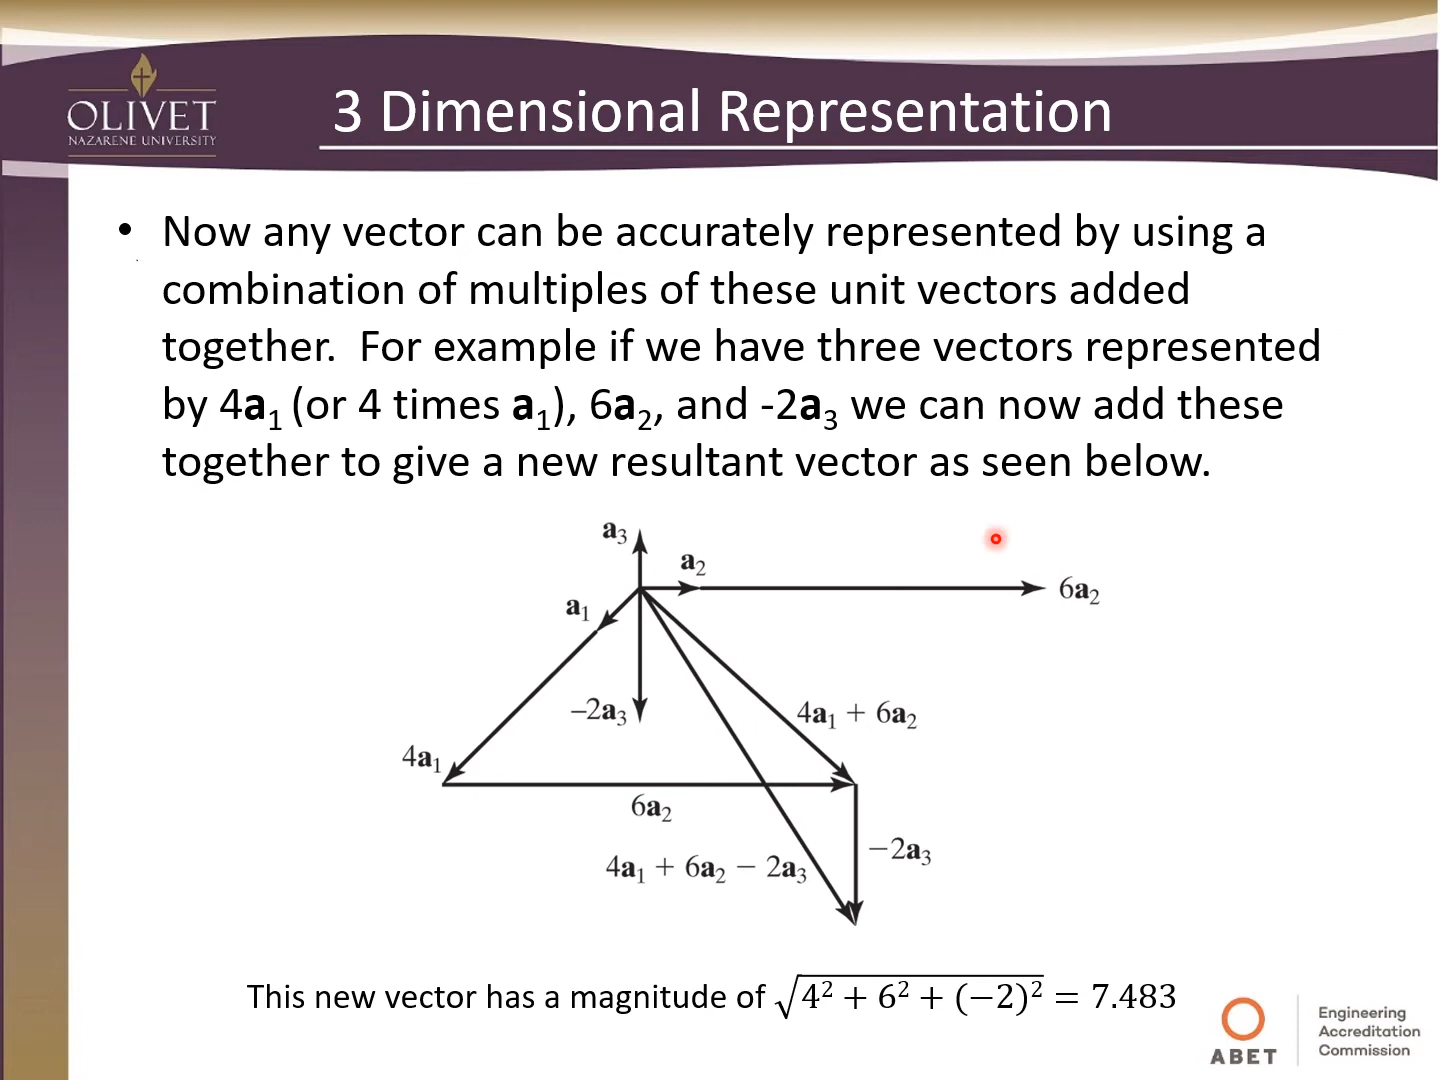 OLIVET
NAZARENE UNIVERSITY
3 Dimensional Representation
• Now any vector can be accurately represented by using a
combination of multiples of these unit vectors added
together.  For example if we have three vectors represented
by 4a₁ (or 4 times a₁), 6a₂, and -2a₃ we can now add these
together to give a new resultant vector as seen below.
a₃
a₂
6a₂
a₁
–2a₃
4a₁ + 6a₂
4a₁
6a₂
−2a₃
4a₁ + 6a₂ − 2a₃
This new vector has a magnitude of √(4² + 6² + (−2)²) = 7.483
ABET
Engineering
Accreditation
Commission